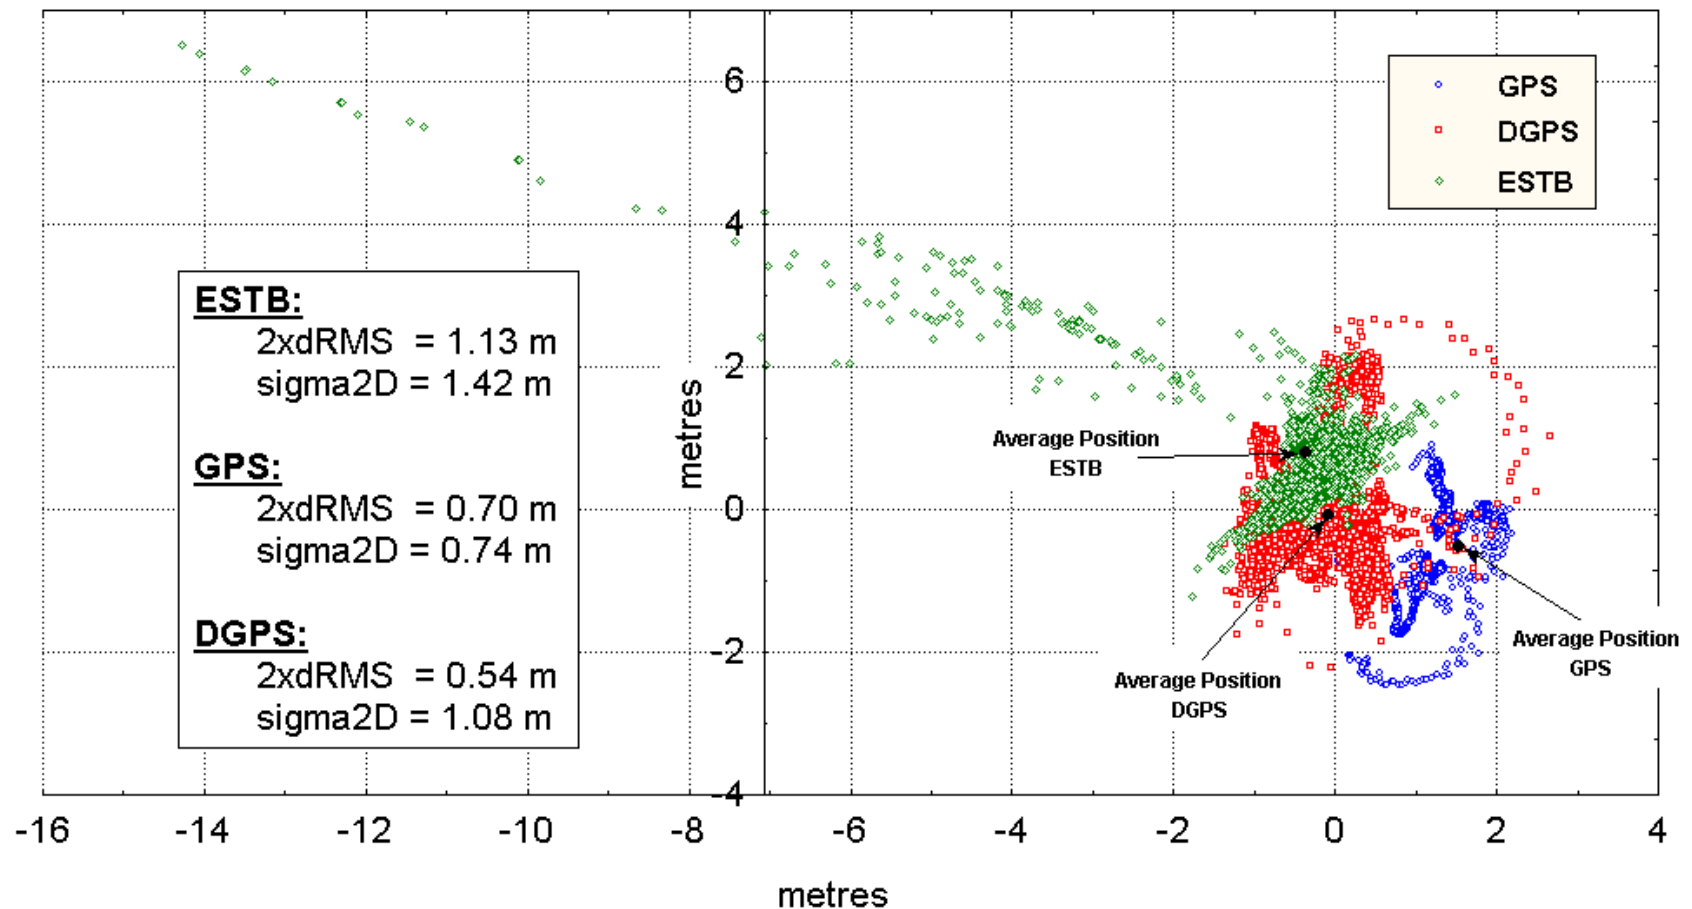 6
4
2
0
-2
-4
metres
GPS
DGPS
ESTB
ESTB:
2xdRMS = 1.13 m
sigma2D = 1.42 m
GPS:
2xdRMS = 0.70 m
sigma2D = 0.74 m
DGPS:
2xdRMS = 0.54 m
sigma2D = 1.08 m
Average Position
ESTB
Average Position
DGPS
Average Position
GPS
-16 -14 -12 -10 -8 -6 -4 -2 0 2 4
metres